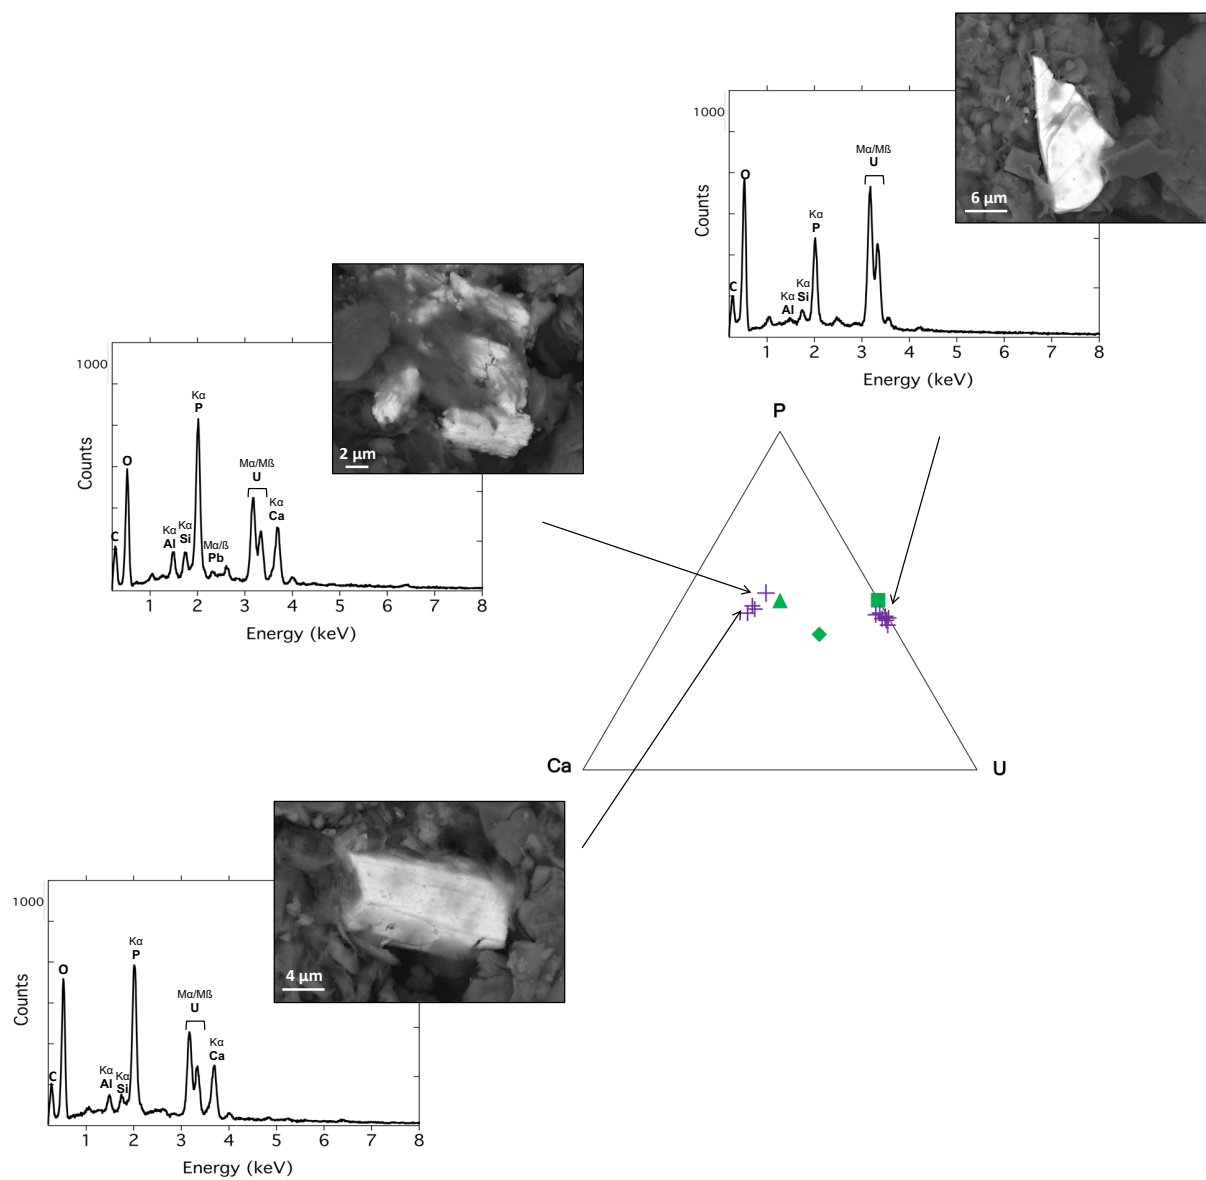 1000
Counts
C
O
Kα
Al
Kα
Si
Kα
P
Mα/Mß
U
6 µm
1 2 3 4 5 6 7 8
Energy (keV)
1000
Counts
C
O
Kα
Al
Kα
Si
Kα
P
Mα/ß
Pb
Mα/Mß
U
Kα
Ca
2 µm
1 2 3 4 5 6 7 8
Energy (keV)
P
Ca
U
1000
Counts
C
O
Kα
Al
Kα
Si
Kα
P
Mα/Mß
U
Kα
Ca
4 µm
1 2 3 4 5 6 7 8
Energy (keV)